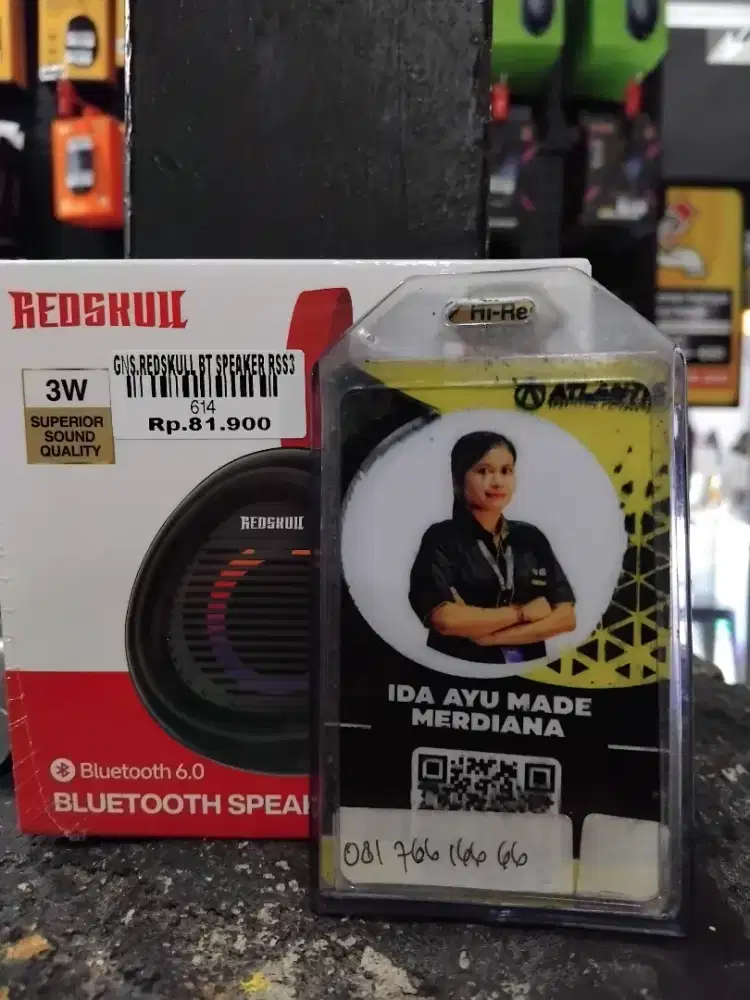 REDSKULL
GNS.REDSKULL BT SPEAKER RSS3
614
Rp.81.900
3W
SUPERIOR
SOUND
QUALITY
REDSKULL
Bluetooth 6.0
BLUETOOTH SPEA
Hi-Re
ATLANTI
IDA AYU MADE
MERDIANA
081 766 166 66